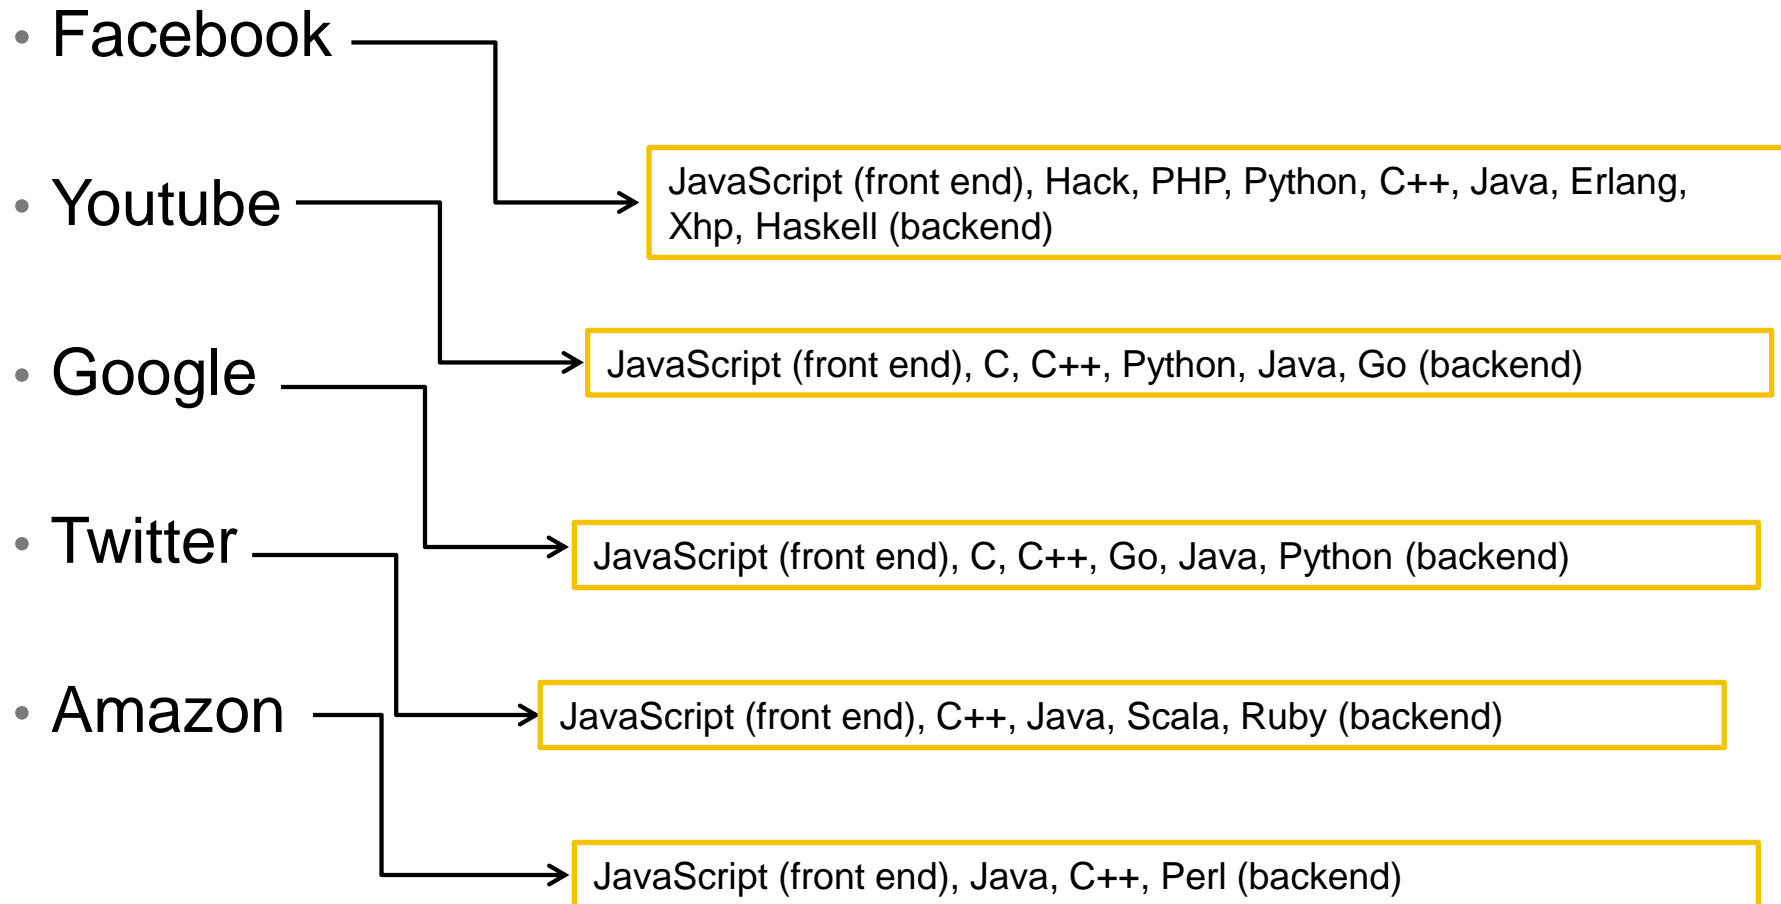 • Facebook
JavaScript (front end), Hack, PHP, Python, C++, Java, Erlang,
Xhp, Haskell (backend)
• Youtube
JavaScript (front end), C, C++, Python, Java, Go (backend)
• Google
JavaScript (front end), C, C++, Go, Java, Python (backend)
• Twitter
JavaScript (front end), C++, Java, Scala, Ruby (backend)
• Amazon
JavaScript (front end), Java, C++, Perl (backend)